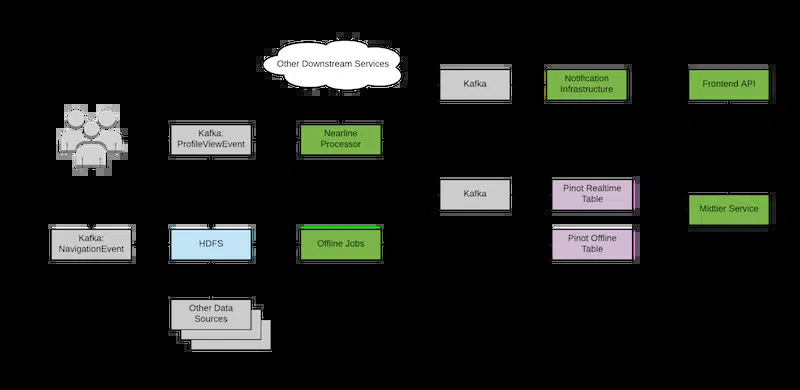 Other Downstream Services
Kafka
Notification
Infrastructure
Frontend API
Kafka:
ProfileViewEvent
Nearline
Processor
Kafka
Pinot Realtime
Table
Midtier Service
Kafka:
NavigationEvent
HDFS
Offline Jobs
Pinot Offline
Table
Other Data
Sources